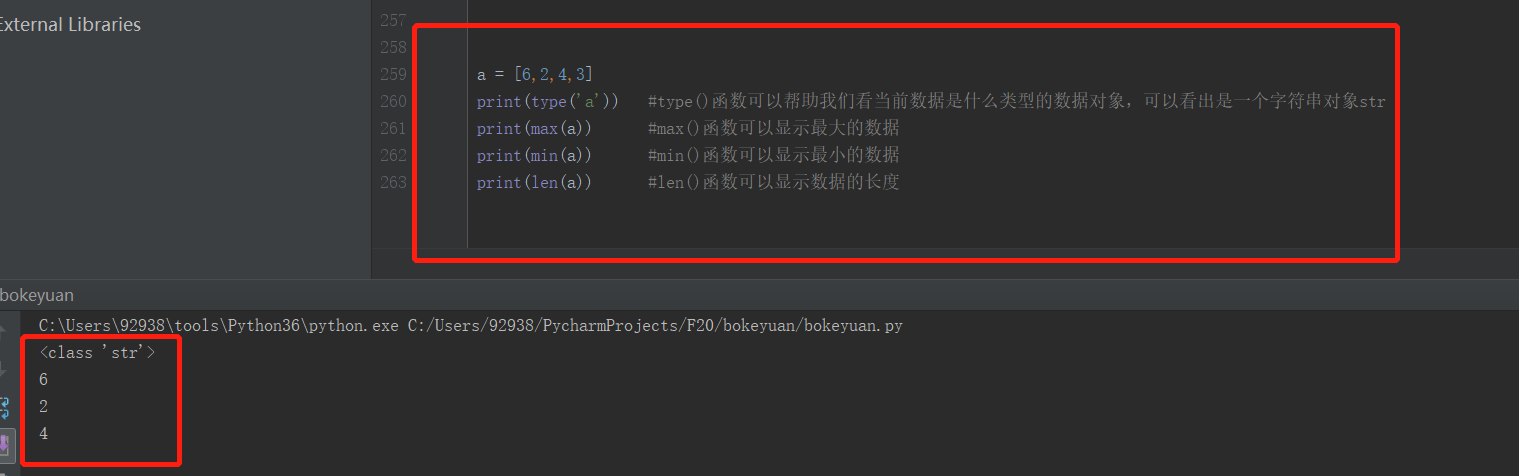 External Libraries
257
258
259 a = [6,2,4,3]
260 print(type('a')) #type()函数可以帮助我们看当前数据是什么类型的数据对象，可以看出是一个字符串对象str
261 print(max(a)) #max()函数可以显示最大的数据
262 print(min(a)) #min()函数可以显示最小的数据
263 print(len(a)) #len()函数可以显示数据的长度
bokeyuan
C:\Users\92938\tools\Python36\python.exe C:/Users/92938/PycharmProjects/F20/bokeyuan/bokeyuan.py
<class 'str'>
6
2
4